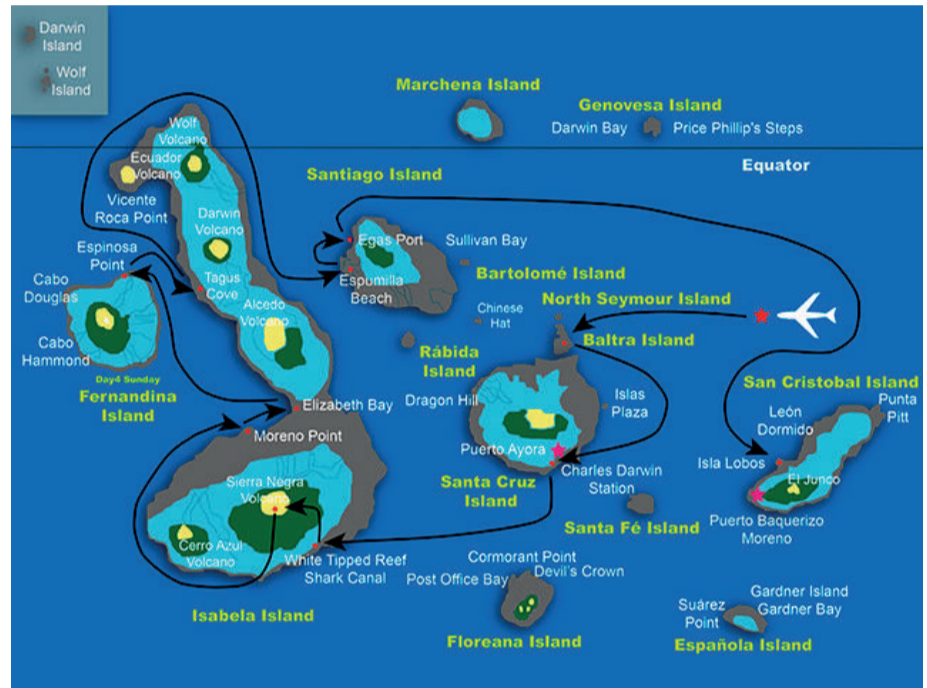 Darwin
Island
Wolf
Island
Marchena Island
Genovesa Island
Darwin Bay
Price Phillip's Steps
Equator
Wolf
Volcano
Ecuador
Volcano
Vicente
Roca Point
Santiago Island
Darwin
Volcano
Espinosa
Point
Egas Port
Sullivan Bay
Tagus
Cove
Espumilla
Beach
Bartolomé Island
Cabo
Douglas
Alcedo
Volcano
Chinese
Hat
North Seymour Island
Baltra Island
Cabo
Hammond
Rábida
Island
Day4 Sunday
Fernandina
Island
Elizabeth Bay
Dragon Hill
Islas
Plaza
San Cristobal Island
Punta
Pitt
León
Dormido
Moreno Point
Puerto Ayora
Isla Lobos
Charles Darwin
Station
Santa Cruz
Island
El Junco
Sierra Negra
Volcano
Santa Fé Island
Puerto Baquerizo
Moreno
Cerro Azul
Volcano
White Tipped Reef
Shark Canal
Cormorant Point
Devil's Crown
Post Office Bay
Isabela Island
Floreana Island
Gardner Island
Gardner Bay
Suárez
Point
Española Island